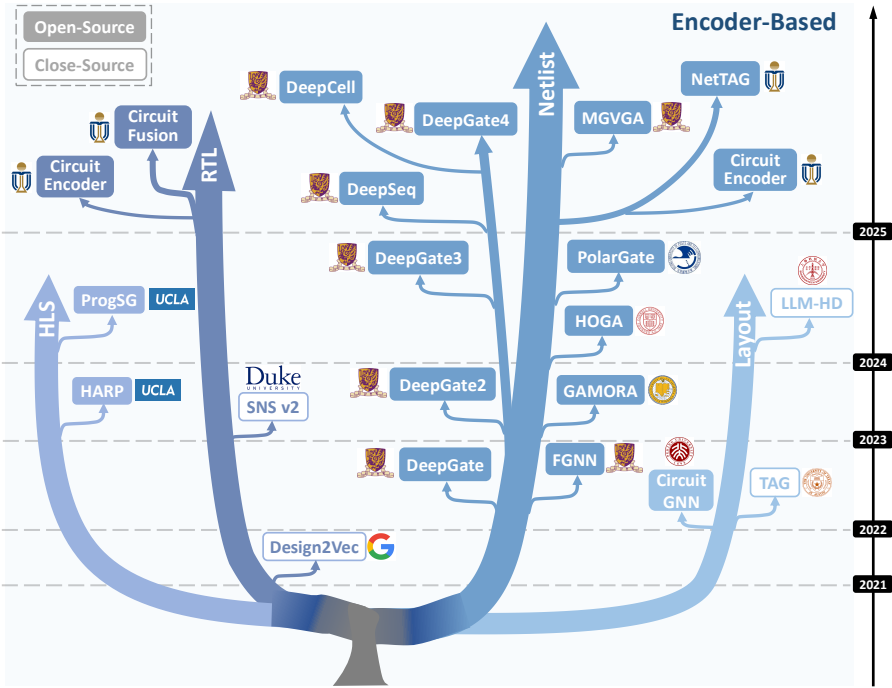 Open-Source
Close-Source
Encoder-Based
DeepCell
NetTAG
Netlist
Circuit
Fusion
DeepGate4
MGVGA
RTL
Circuit
Encoder
DeepSeq
Circuit
Encoder
2025
DeepGate3
PolarGate
LLM-HD
HLS
ProgSG
UCLA
HOGA
Layout
2024
Duke
UNIVERSITY
HARP
UCLA
SNS v2
DeepGate2
GAMORA
2023
DeepGate
FGNN
Circuit
GNN
TAG
2022
Design2Vec
2021